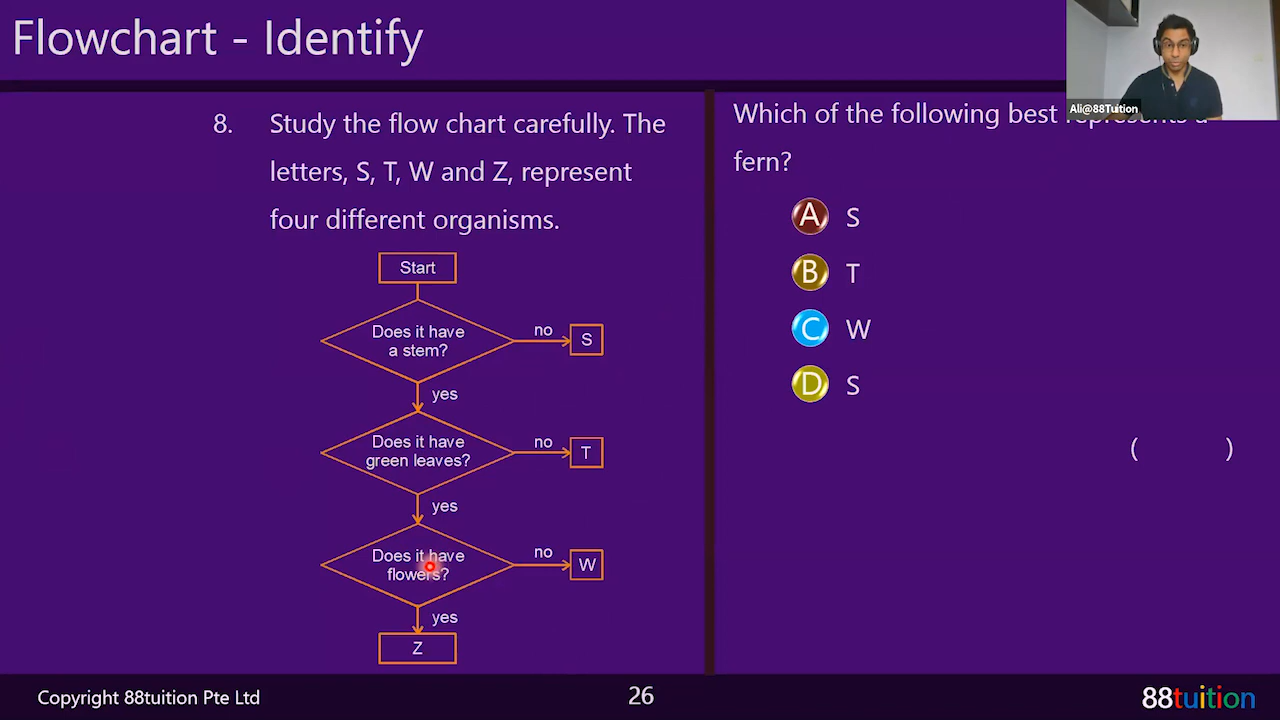 Flowchart - Identify
Ali@88Tuition
8. Study the flow chart carefully. The
letters, S, T, W and Z, represent
four different organisms.
Start
Does it have
a stem?
no
S
yes
Does it have
green leaves?
no
T
yes
Does it have
flowers?
no
W
yes
Z
Which of the following best represents a
fern?
A S
B T
C W
D S
( )
Copyright 88tuition Pte Ltd
26
88tuition